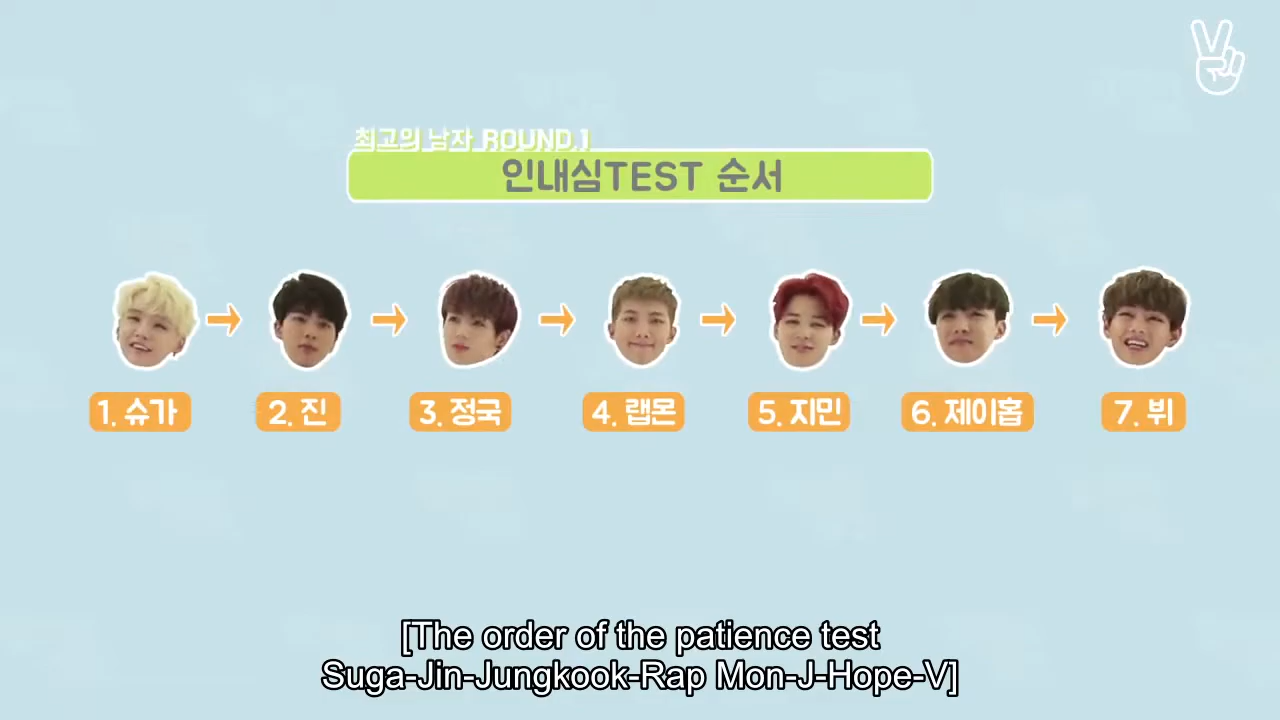 최고의 남자 ROUND.1
인내심TEST 순서
1. 슈가
2. 진
3. 정국
4. 랩몬
5. 지민
6. 제이홉
7. 뷔
[The order of the patience test
Suga-Jin-Jungkook-Rap Mon-J-Hope-V]